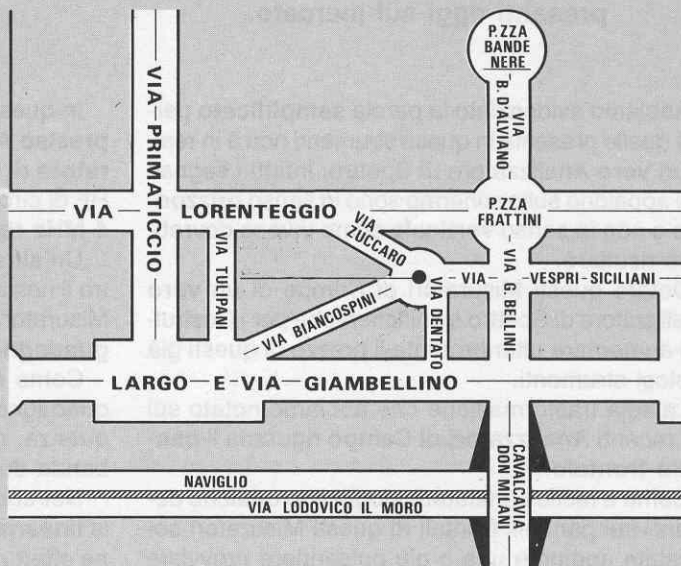 P.ZZA
BANDE
NERE
VIA
B. D'ALVIANO
VIA PRIMATICCIO
VIA LORENTEGGIO
P.ZZA
FRATTINI
VIA
ZUCCARO
VIA TULIPANI
VIA BIANCOSPINI
VIA DENTATO
VIA G. BELLINI
VIA VESPRI SICILIANI
LARGO E VIA GIAMBELLINO
CAVALCAVIA
DON MILANI
NAVIGLIO
VIA LODOVICO IL MORO